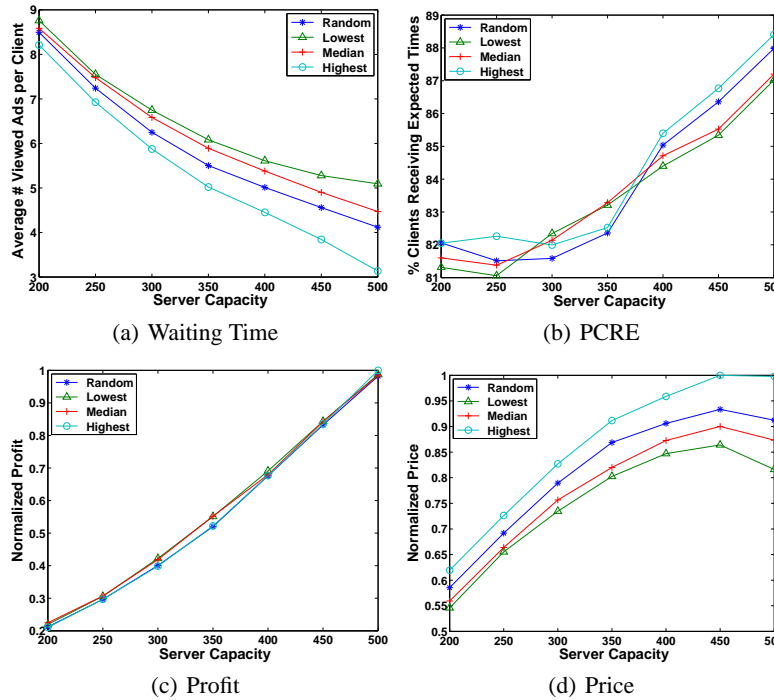 9
8
7
6
5
4
3
Average # Viewed Ads per Client
200 250 300 350 400 450 500
Server Capacity
Random
Lowest
Median
Highest
(a) Waiting Time
89
88
87
86
85
84
83
82
81
% Clients Receiving Expected Times
200 250 300 350 400 450 500
Server Capacity
Random
Lowest
Median
Highest
(b) PCRE
1
0.9
0.8
0.7
0.6
0.5
0.4
0.3
0.2
Normalized Profit
200 250 300 350 400 450 500
Server Capacity
Random
Lowest
Median
Highest
(c) Profit
1
0.95
0.9
0.85
0.8
0.75
0.7
0.65
0.6
0.55
0.5
Normalized Price
200 250 300 350 400 450 500
Server Capacity
Random
Lowest
Median
Highest
(d) Price